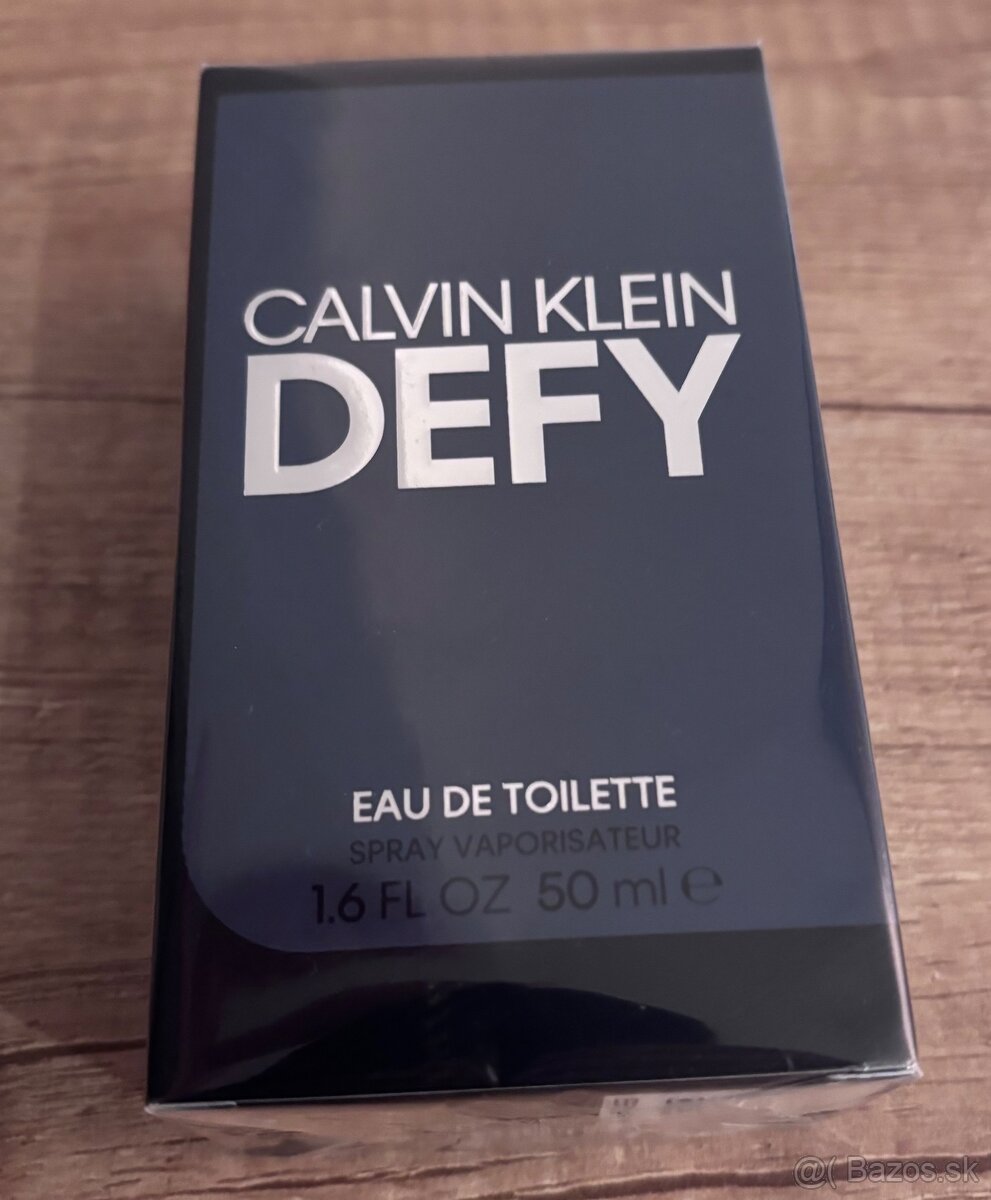 CALVIN KLEIN
DEFY
EAU DE TOILETTE
SPRAY VAPORISATEUR
1.6 FL OZ 50 ml ℮
@( Bazos.sk